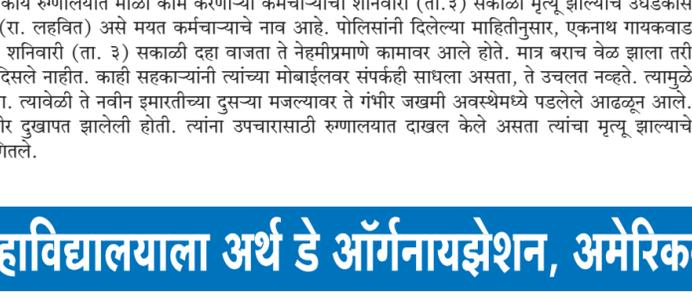 कीय रुग्णालयात माळी काम करणाऱ्या कर्मचाऱ्याचा शनिवारी (ता.३) सकाळी मृत्यू झाल्याचे उघडकीस
(रा. लहवित) असे मयत कर्मचाऱ्याचे नाव आहे. पोलिसांनी दिलेल्या माहितीनुसार, एकनाथ गायकवाड
शनिवारी (ता. ३) सकाळी दहा वाजता ते नेहमीप्रमाणे कामावर आले होते. मात्र बराच वेळ झाला तरी
दिसले नाहीत. काही सहकाऱ्यांनी त्यांच्या मोबाईलवर संपर्कही साधला असता, ते उचलत नव्हते. त्यामुळे
ा. त्यावेळी ते नवीन इमारतीच्या दुसऱ्या मजल्यावर ते गंभीर जखमी अवस्थेमध्ये पडलेले आढळून आले.
ीर दुखापत झालेली होती. त्यांना उपचारासाठी रुग्णालयात दाखल केले असता त्यांचा मृत्यू झाल्याचे
गितले.
हाविद्यालयाला अर्थ डे ऑर्गनायझेशन, अमेरिक